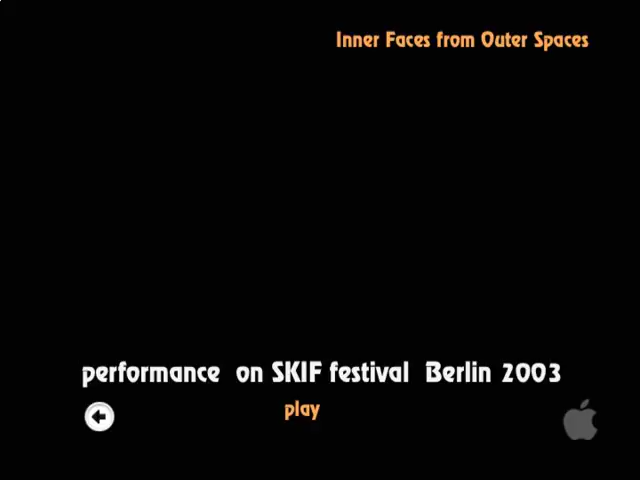 Inner Faces from Outer Spaces
performance on SKIF festival Berlin 2003
play